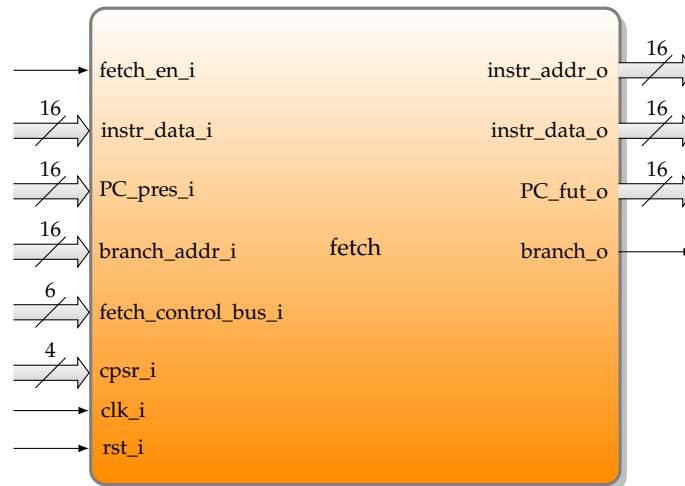 fetch_en_i
16
instr_data_i
16
PC_pres_i
16
branch_addr_i
6
fetch_control_bus_i
4
cpsr_i
clk_i
rst_i
fetch
instr_addr_o
16
instr_data_o
16
PC_fut_o
16
branch_o